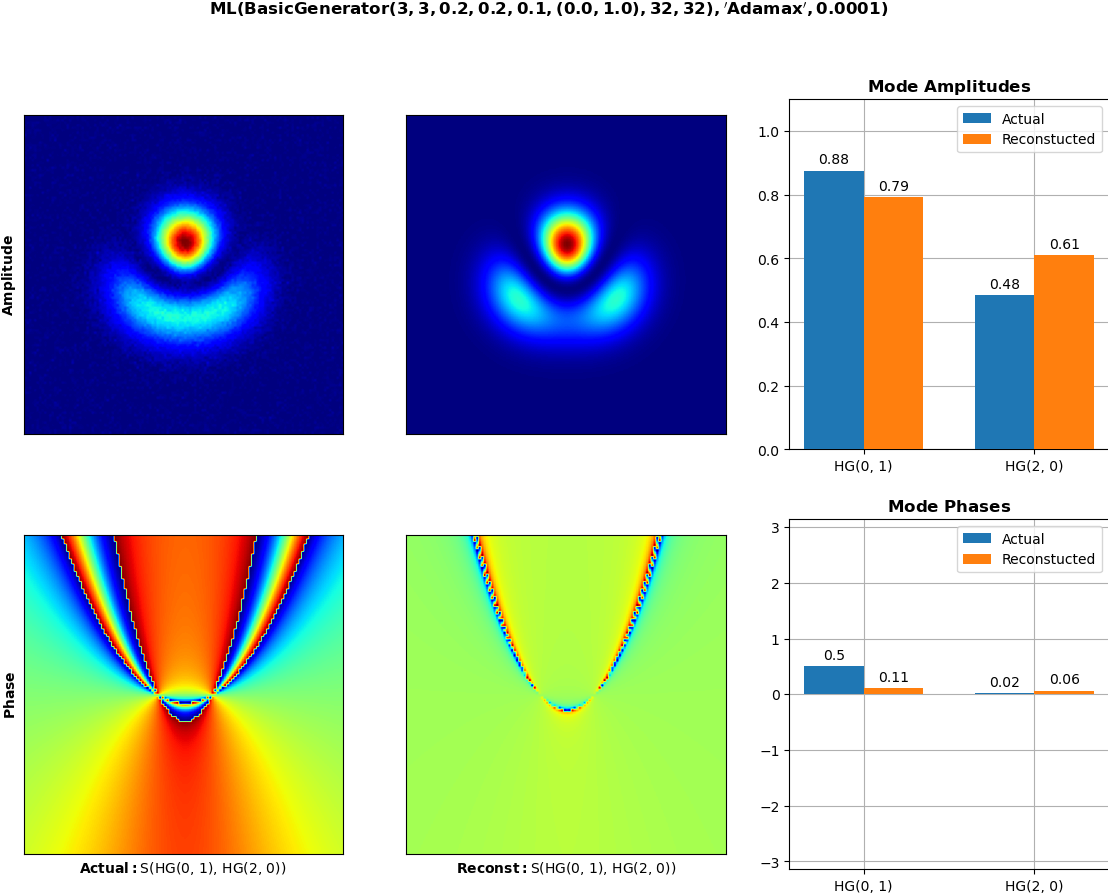 ML(BasicGenerator(3, 3, 0.2, 0.2, 0.1, (0.0, 1.0), 32, 32), ′Adamax′, 0.0001)
Amplitude
Mode Amplitudes
Actual
Reconstucted
1.0
0.8
0.6
0.4
0.2
0.0
0.88
0.79
0.48
0.61
HG(0, 1)
HG(2, 0)
Phase
Actual: S(HG(0, 1), HG(2, 0))
Reconst: S(HG(0, 1), HG(2, 0))
Mode Phases
Actual
Reconstucted
3
2
1
0
−1
−2
−3
0.5
0.11
0.02
0.06
HG(0, 1)
HG(2, 0)